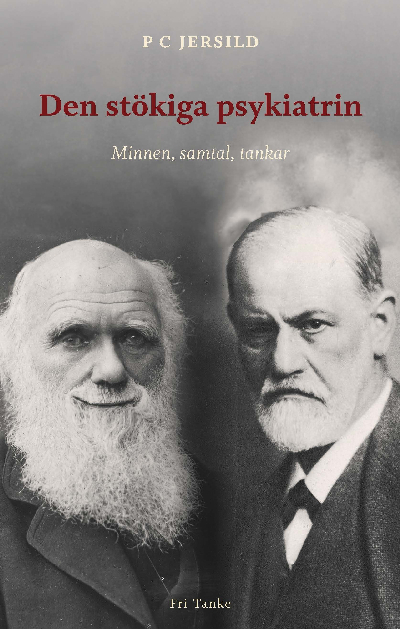 P C JERSILD
Den stökiga psykiatrin
Minnen, samtal, tankar
Fri Tanke